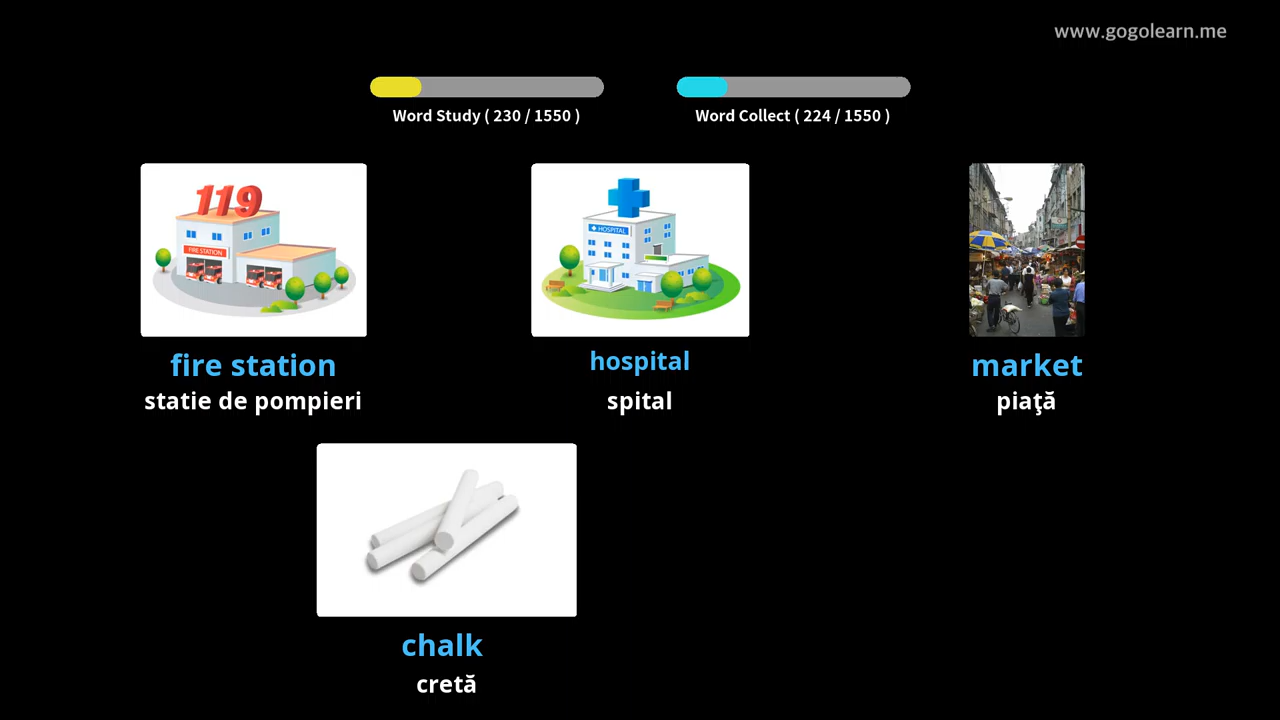 www.gogolearn.me
Word Study ( 230 / 1550 )
Word Collect ( 224 / 1550 )
119
FIRE STATION
HOSPITAL
fire station
hospital
market
statie de pompieri
spital
piaţă
chalk
cretă